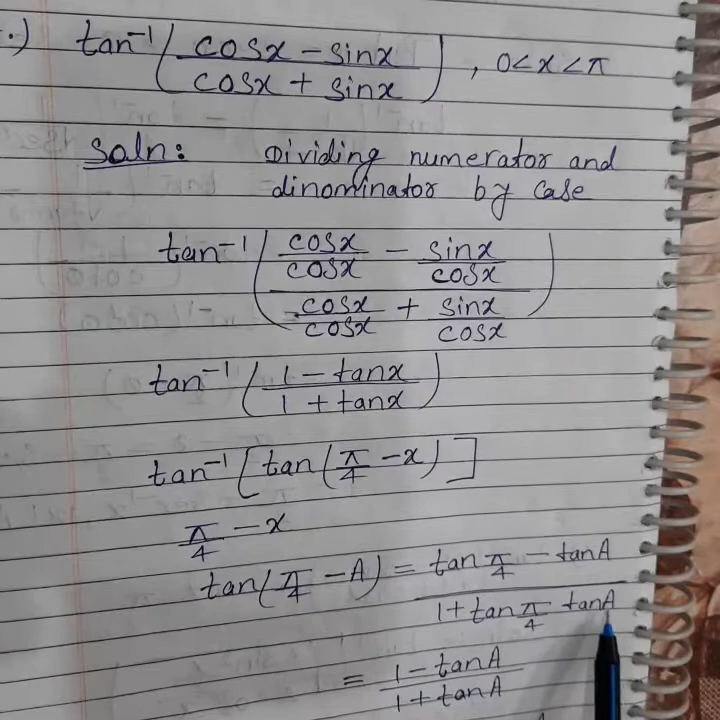 .) tan⁻¹ ( (cosx - sinx) / (cosx + sinx) ) , 0 < x < π
Soln: Dividing numerator and
dinominator by case
tan⁻¹ ( (cosx/cosx - sinx/cosx) / (cosx/cosx + sinx/cosx) )
tan⁻¹ ( (1 - tanx) / (1 + tanx) )
tan⁻¹ [ tan ( π/4 - x ) ]
π/4 - x
tan ( π/4 - A ) = (tan π/4 - tanA) / (1 + tan π/4 tanA)
= (1 - tanA) / (1 + tanA)